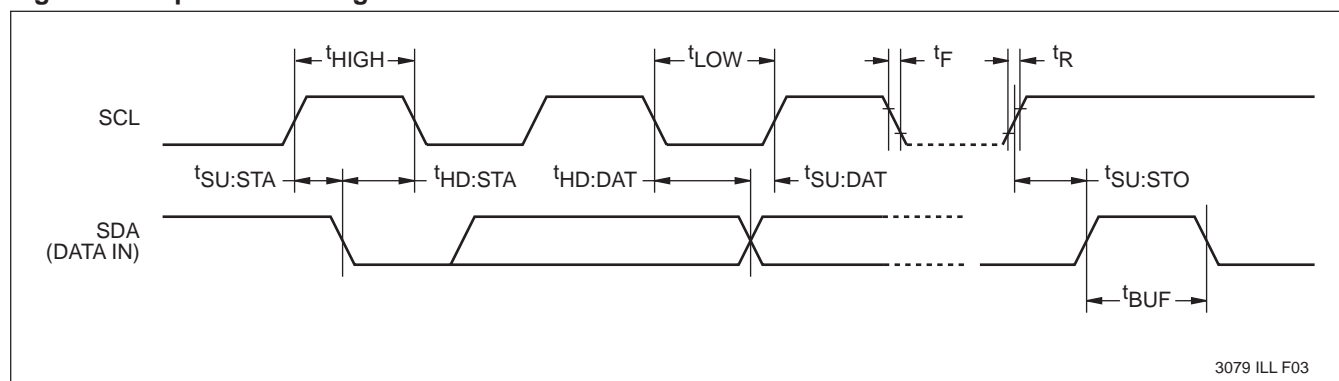 tHIGH tLOW tF tR
SCL
tSU:STA tHD:STA tHD:DAT tSU:DAT tSU:STO
SDA
(DATA IN)
tBUF
3079 ILL F03